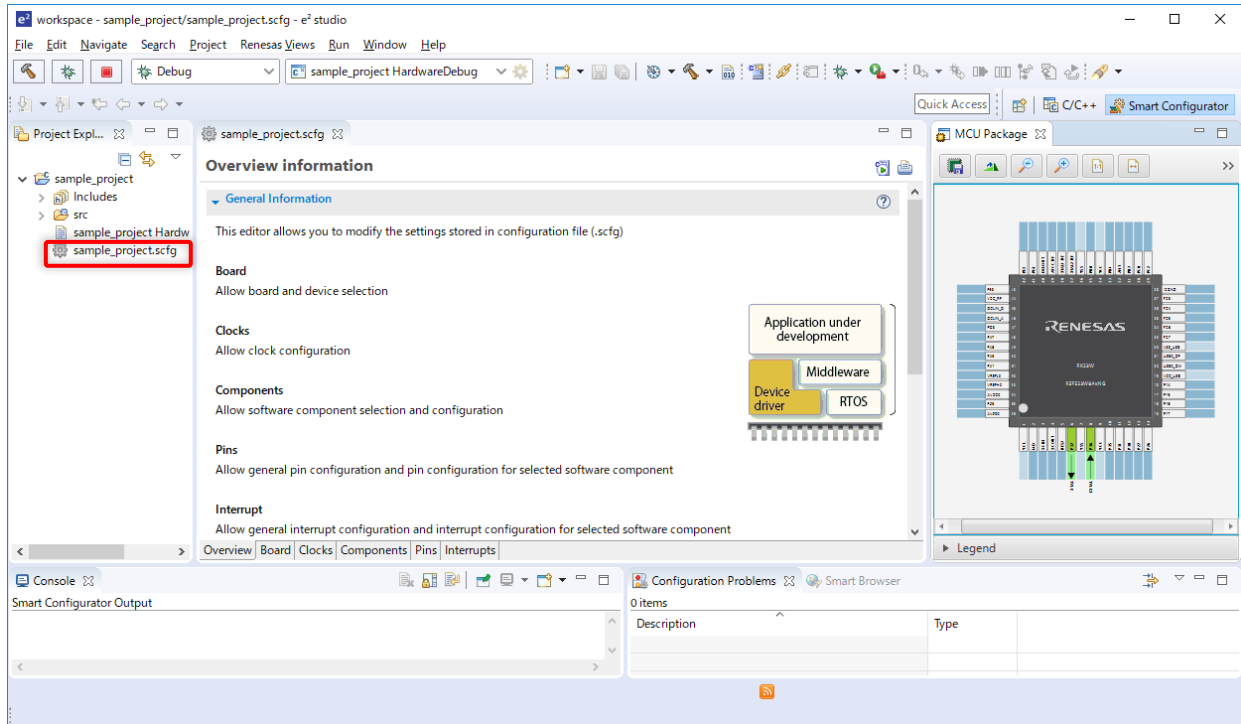 workspace - sample_project/sample_project.scfg - e² studio
File Edit Navigate Search Project Renesas Views Run Window Help
Debug
sample_project HardwareDebug
Quick Access
C/C++
Smart Configurator
Project Expl...
sample_project
Includes
src
sample_project Hardw
sample_project.scfg
sample_project.scfg
Overview information
General Information
This editor allows you to modify the settings stored in configuration file (.scfg)
Board
Allow board and device selection
Clocks
Allow clock configuration
Components
Allow software component selection and configuration
Pins
Allow general pin configuration and pin configuration for selected software component
Interrupt
Allow general interrupt configuration and interrupt configuration for selected software component
Application under
development
Middleware
Device
driver
RTOS
Overview Board Clocks Components Pins Interrupts
MCU Package
RENESAS
Legend
Console
Smart Configurator Output
Configuration Problems
Smart Browser
0 items
Description
Type